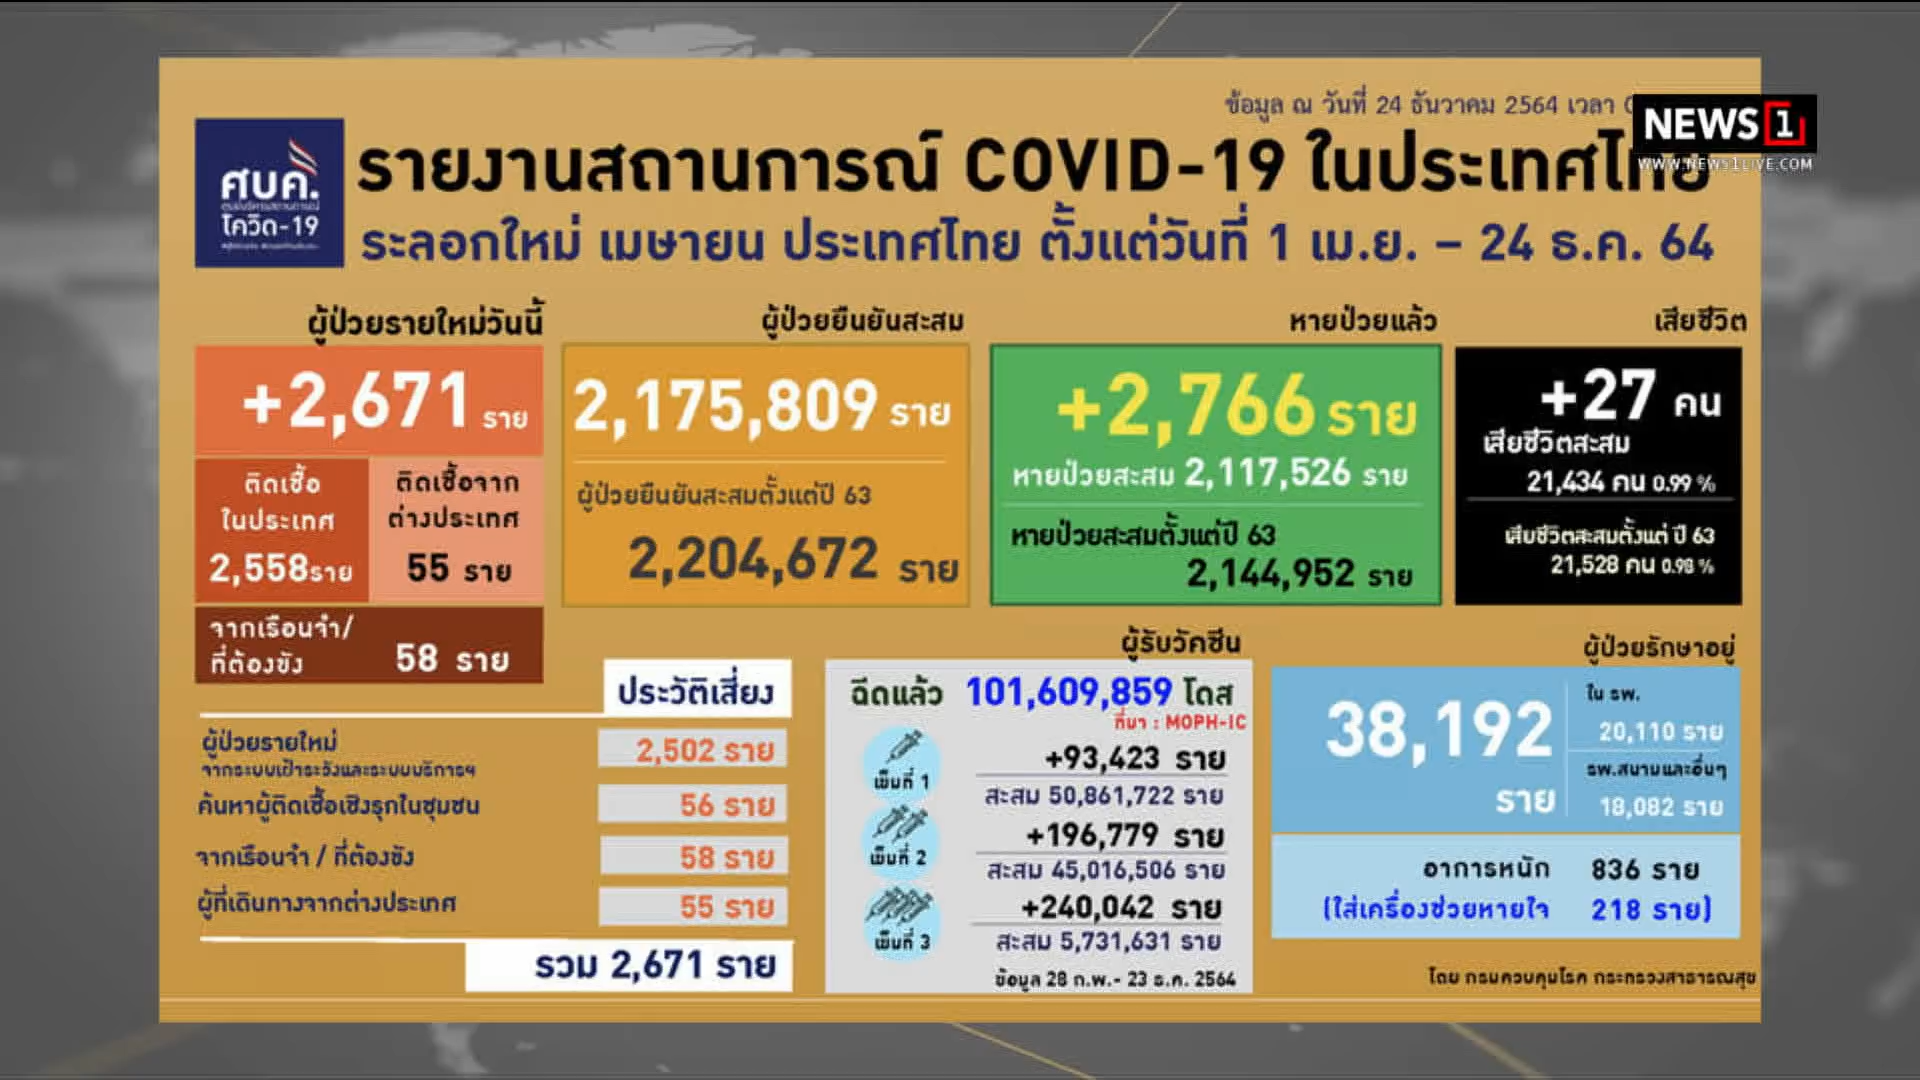 ข้อมูล ณ วันที่ 24 ธันวาคม 2564 เวลา
NEWS 1
WWW.NEWS1LIVE.COM
ศบค.
โควิด-19
รายงานสถานการณ์ COVID-19 ในประเทศไทย
ระลอกใหม่ เมษายน ประเทศไทย ตั้งแต่วันที่ 1 เม.ย. – 24 ธ.ค. 64
ผู้ป่วยรายใหม่วันนี้
+2,671 ราย
ติดเชื้อ
ในประเทศ
2,558 ราย
ติดเชื้อจาก
ต่างประเทศ
55 ราย
จากเรือนจำ/
ที่ต้องขัง
58 ราย
ผู้ป่วยยืนยันสะสม
2,175,809 ราย
ผู้ป่วยยืนยันสะสมตั้งแต่ปี 63
2,204,672 ราย
หายป่วยแล้ว
+2,766 ราย
หายป่วยสะสม 2,117,526 ราย
หายป่วยสะสมตั้งแต่ปี 63
2,144,952 ราย
เสียชีวิต
+27 คน
เสียชีวิตสะสม
21,434 คน 0.99 %
เสียชีวิตสะสมตั้งแต่ ปี 63
21,528 คน 0.98 %
ประวัติเสี่ยง
ผู้ป่วยรายใหม่
จากระบบเฝ้าระวังและระบบบริการฯ
2,502 ราย
ค้นหาผู้ติดเชื้อเชิงรุกในชุมชน
56 ราย
จากเรือนจำ / ที่ต้องขัง
58 ราย
ผู้ที่เดินทางจากต่างประเทศ
55 ราย
รวม 2,671 ราย
ผู้รับวัคซีน
ฉีดแล้ว 101,609,859 โดส
ที่มา : MOPH-IC
เข็มที่ 1
+93,423 ราย
สะสม 50,861,722 ราย
เข็มที่ 2
+196,779 ราย
สะสม 45,016,506 ราย
เข็มที่ 3
+240,042 ราย
สะสม 5,731,631 ราย
ข้อมูล 28 ก.พ.- 23 ธ.ค. 2564
ผู้ป่วยรักษาอยู่
38,192
ราย
ใน รพ.
20,110 ราย
รพ.สนามและอื่นๆ
18,082 ราย
อาการหนัก 836 ราย
(ใส่เครื่องช่วยหายใจ 218 ราย)
โดย กรมควบคุมโรค กระทรวงสาธารณสุข